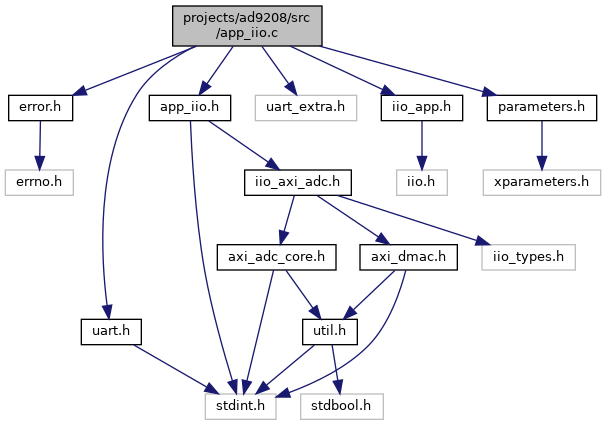 projects/ad9208/src
/app_iio.c
error.h
app_iio.h
uart_extra.h
iio_app.h
parameters.h
errno.h
iio_axi_adc.h
iio.h
xparameters.h
axi_adc_core.h
axi_dmac.h
iio_types.h
uart.h
util.h
stdint.h
stdbool.h